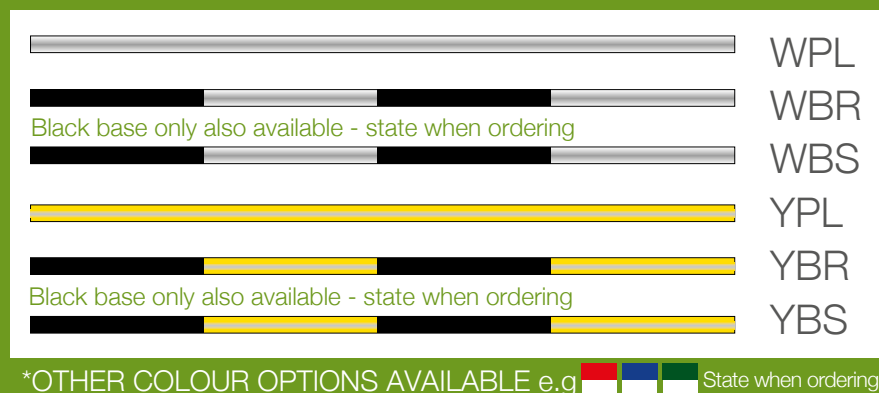 WPL
WBR
Black base only also available - state when ordering
WBS
YPL
YBR
Black base only also available - state when ordering
YBS
*OTHER COLOUR OPTIONS AVAILABLE e.g State when ordering